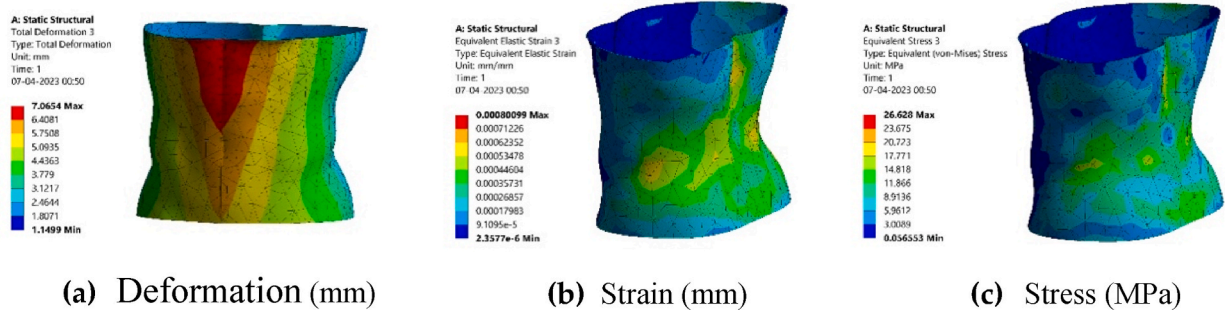 A: Static Structural
Total Deformation 3
Type: Total Deformation
Unit: mm
Time: 1
07-04-2023 00:50
7.0654 Max
6.4081
5.7508
5.0935
4.4363
3.779
3.1217
2.4644
1.8071
1.1499 Min
(a) Deformation (mm)
A: Static Structural
Equivalent Elastic Strain 3
Type: Equivalent Elastic Strain
Unit: mm/mm
Time: 1
07-04-2023 00:50
0.00080099 Max
0.00071226
0.00062352
0.00053478
0.00044604
0.00035731
0.00026857
0.00017983
9.1095e-5
2.3577e-6 Min
(b) Strain (mm)
A: Static Structural
Equivalent Stress 3
Type: Equivalent (von-Mises) Stress
Unit: MPa
Time: 1
07-04-2023 00:50
26.628 Max
23.675
20.723
17.771
14.818
11.866
8.9136
5.9612
3.0089
0.056553 Min
(c) Stress (MPa)